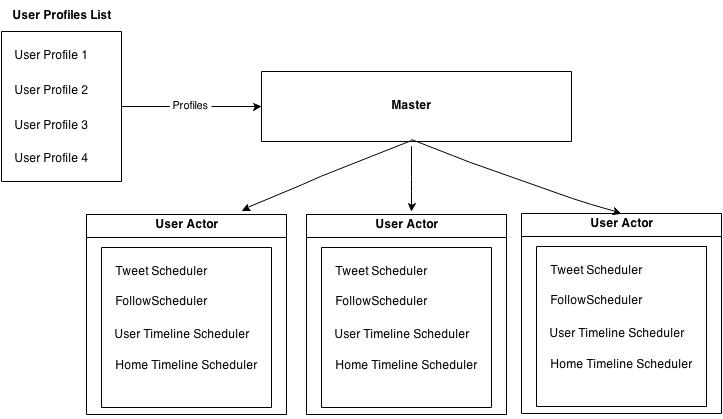 User Profiles List
User Profile 1
User Profile 2
User Profile 3
User Profile 4
Profiles
Master
User Actor
Tweet Scheduler
FollowScheduler
User Timeline Scheduler
Home Timeline Scheduler
User Actor
Tweet Scheduler
FollowScheduler
User Timeline Scheduler
Home Timeline Scheduler
User Actor
Tweet Scheduler
FollowScheduler
User Timeline Scheduler
Home Timeline Scheduler